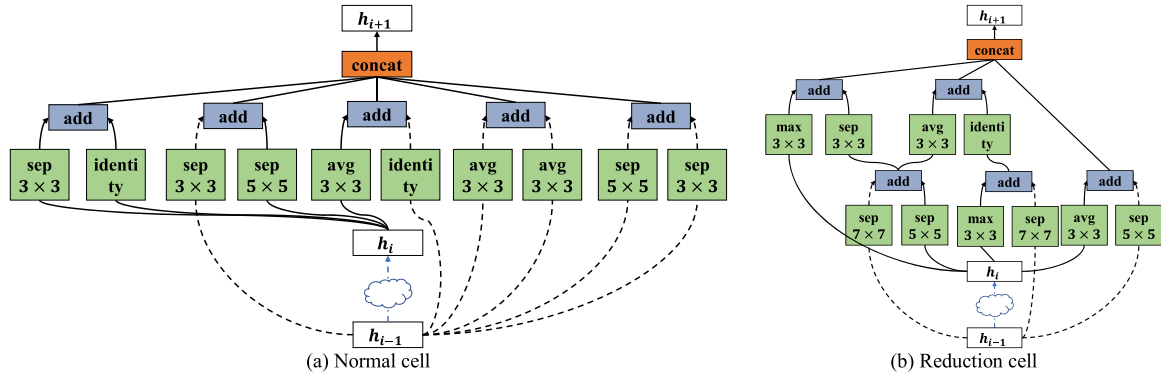 h_{i+1}
concat
add add add add add
sep
3 × 3
identi
ty
sep
3 × 3
sep
5 × 5
avg
3 × 3
identi
ty
avg
3 × 3
avg
3 × 3
sep
5 × 5
sep
3 × 3
h_i
h_{i-1}
(a) Normal cell
h_{i+1}
concat
add add
max
3 × 3
sep
3 × 3
avg
3 × 3
identi
ty
add add add
sep
7 × 7
sep
5 × 5
max
3 × 3
sep
7 × 7
avg
3 × 3
sep
5 × 5
h_i
h_{i-1}
(b) Reduction cell